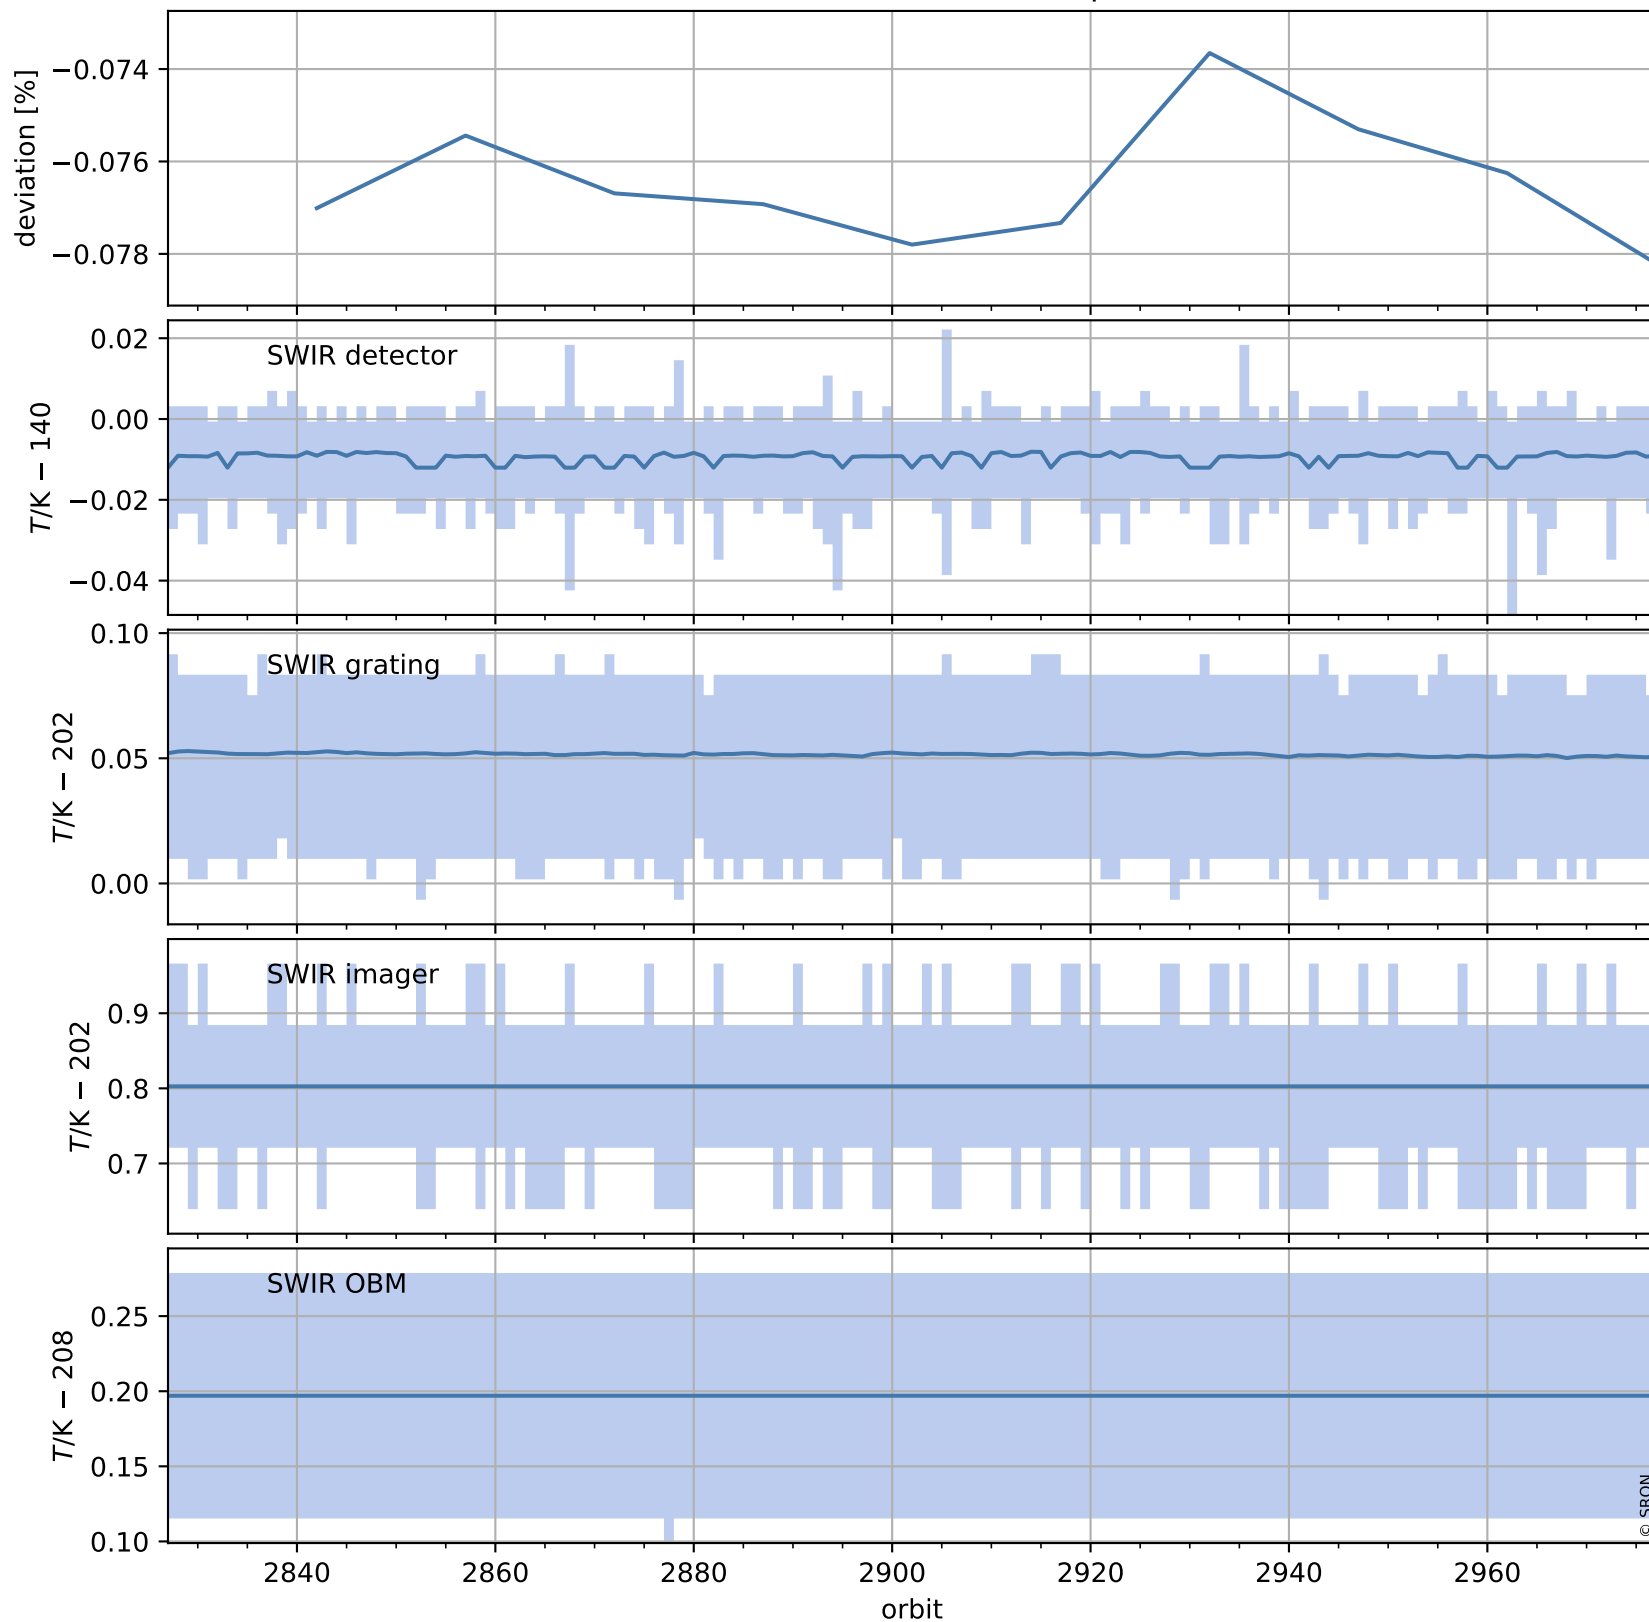 −0.074
−0.076
−0.078
deviation [%]
SWIR detector
0.02
0.00
−0.02
−0.04
T/K − 140
SWIR grating
0.10
0.05
0.00
T/K − 202
SWIR imager
0.9
0.8
0.7
T/K − 202
SWIR OBM
0.25
0.20
0.15
0.10
T/K − 208
© SRON
2840 2860 2880 2900 2920 2940 2960
orbit